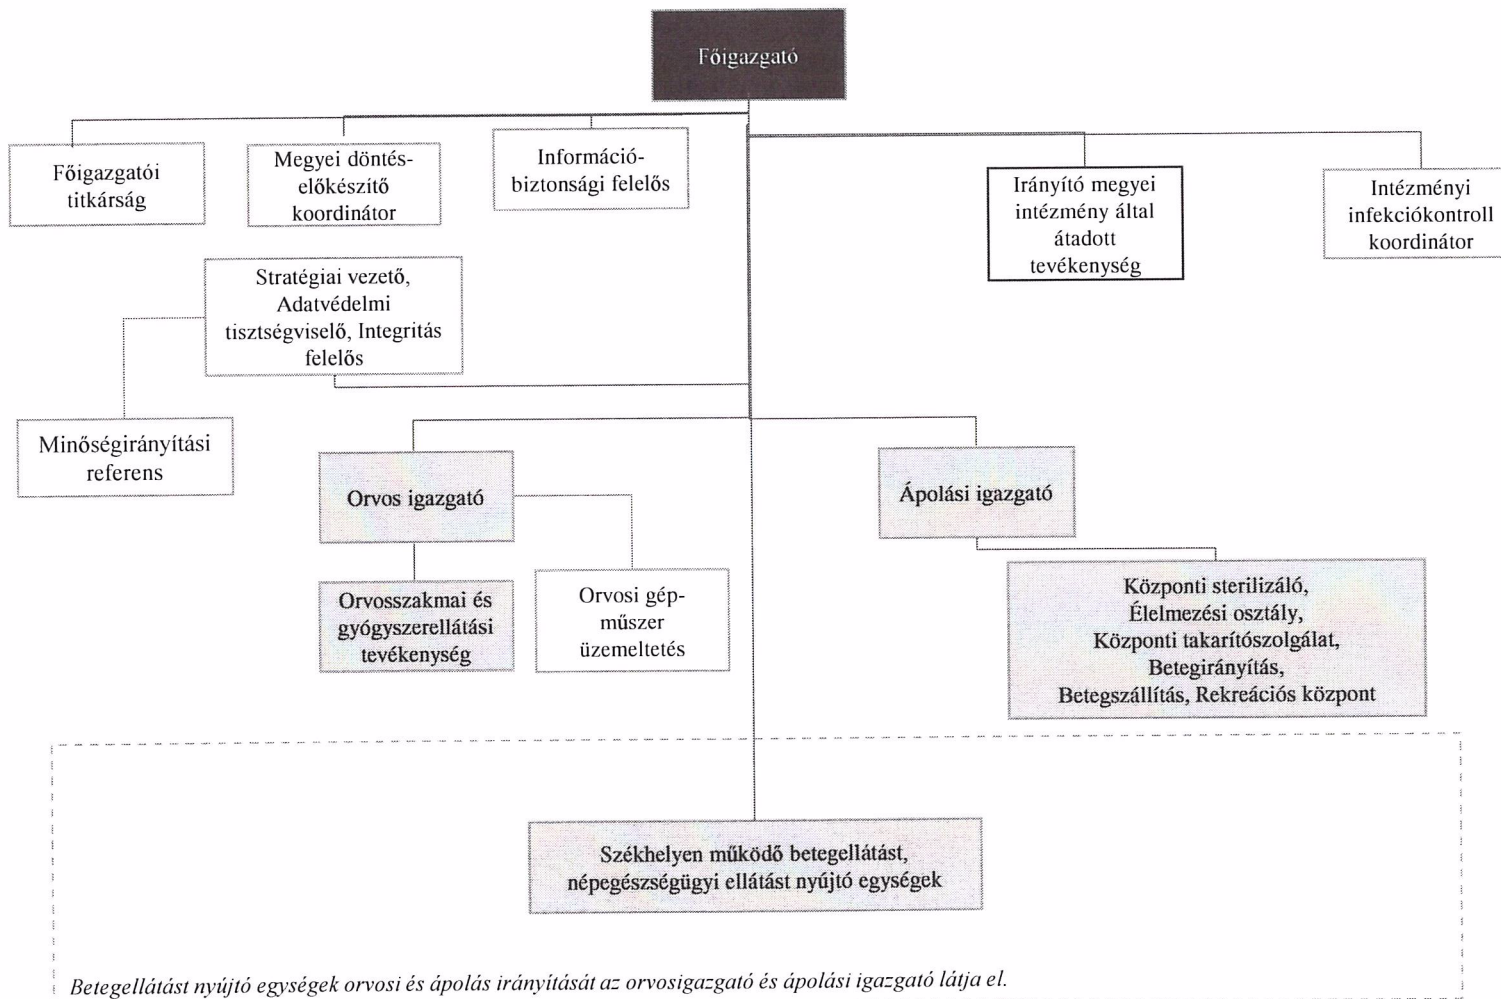 Főigazgató
Főigazgatói
titkárság
Megyei döntés-
előkészítő
koordinátor
Információ-
biztonsági felelős
Irányító megyei
intézmény által
átadott
tevékenység
Intézményi
infekciókontroll
koordinátor
Stratégiai vezető,
Adatvédelmi
tisztségviselő, Integritás
felelős
Minőségirányítási
referens
Orvos igazgató
Ápolási igazgató
Orvosszakmai és
gyógyszerellátási
tevékenység
Orvosi gép-
műszer
üzemeltetés
Központi sterilizáló,
Élelmezési osztály,
Központi takarítószolgálat,
Betegirányítás,
Betegszállítás, Rekreációs központ
Székhelyen működő betegellátást,
népegészségügyi ellátást nyújtó egységek
Betegellátást nyújtó egységek orvosi és ápolás irányítását az orvosigazgató és ápolási igazgató látja el.